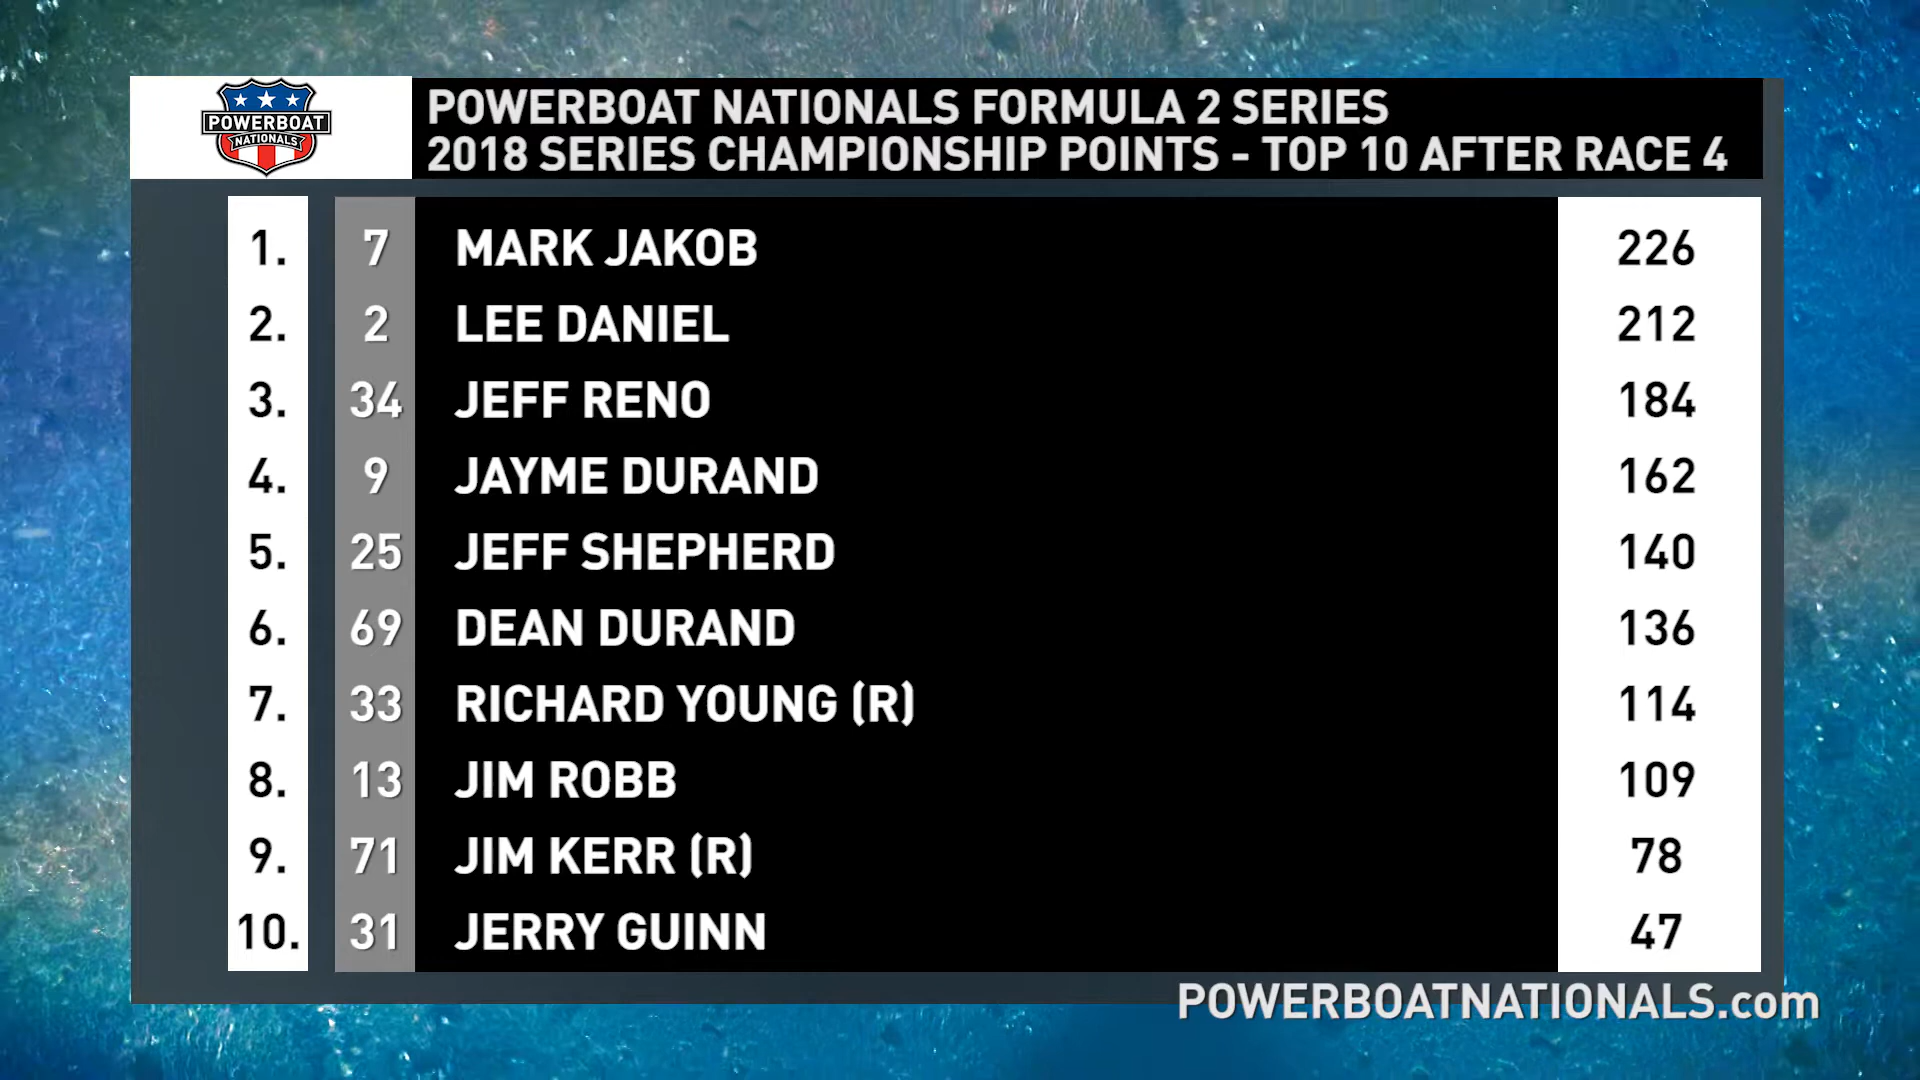 POWERBOAT
NATIONALS
POWERBOAT NATIONALS FORMULA 2 SERIES
2018 SERIES CHAMPIONSHIP POINTS - TOP 10 AFTER RACE 4
1. 7 MARK JAKOB 226
2. 2 LEE DANIEL 212
3. 34 JEFF RENO 184
4. 9 JAYME DURAND 162
5. 25 JEFF SHEPHERD 140
6. 69 DEAN DURAND 136
7. 33 RICHARD YOUNG (R) 114
8. 13 JIM ROBB 109
9. 71 JIM KERR (R) 78
10. 31 JERRY GUINN 47
POWERBOATNATIONALS.com